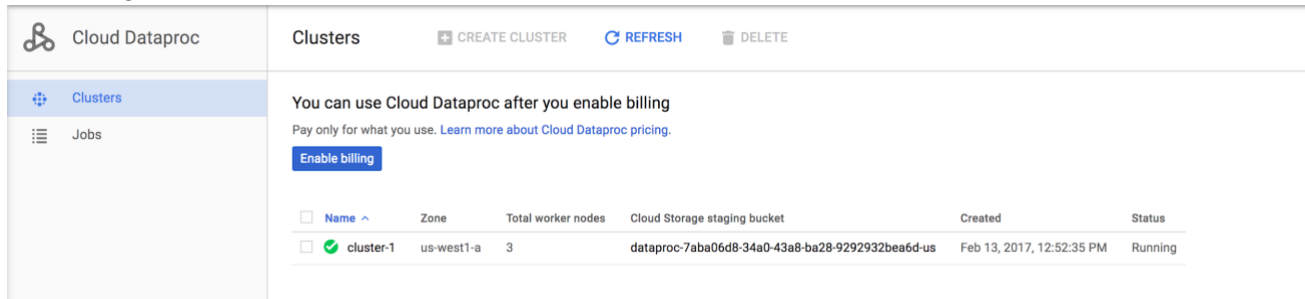 Cloud Dataproc
Clusters CREATE CLUSTER REFRESH DELETE
Clusters
Jobs
You can use Cloud Dataproc after you enable billing
Pay only for what you use. Learn more about Cloud Dataproc pricing.
Enable billing
Name Zone Total worker nodes Cloud Storage staging bucket Created Status
cluster-1 us-west1-a 3 dataproc-7aba06d8-34a0-43a8-ba28-9292932bea6d-us Feb 13, 2017, 12:52:35 PM Running